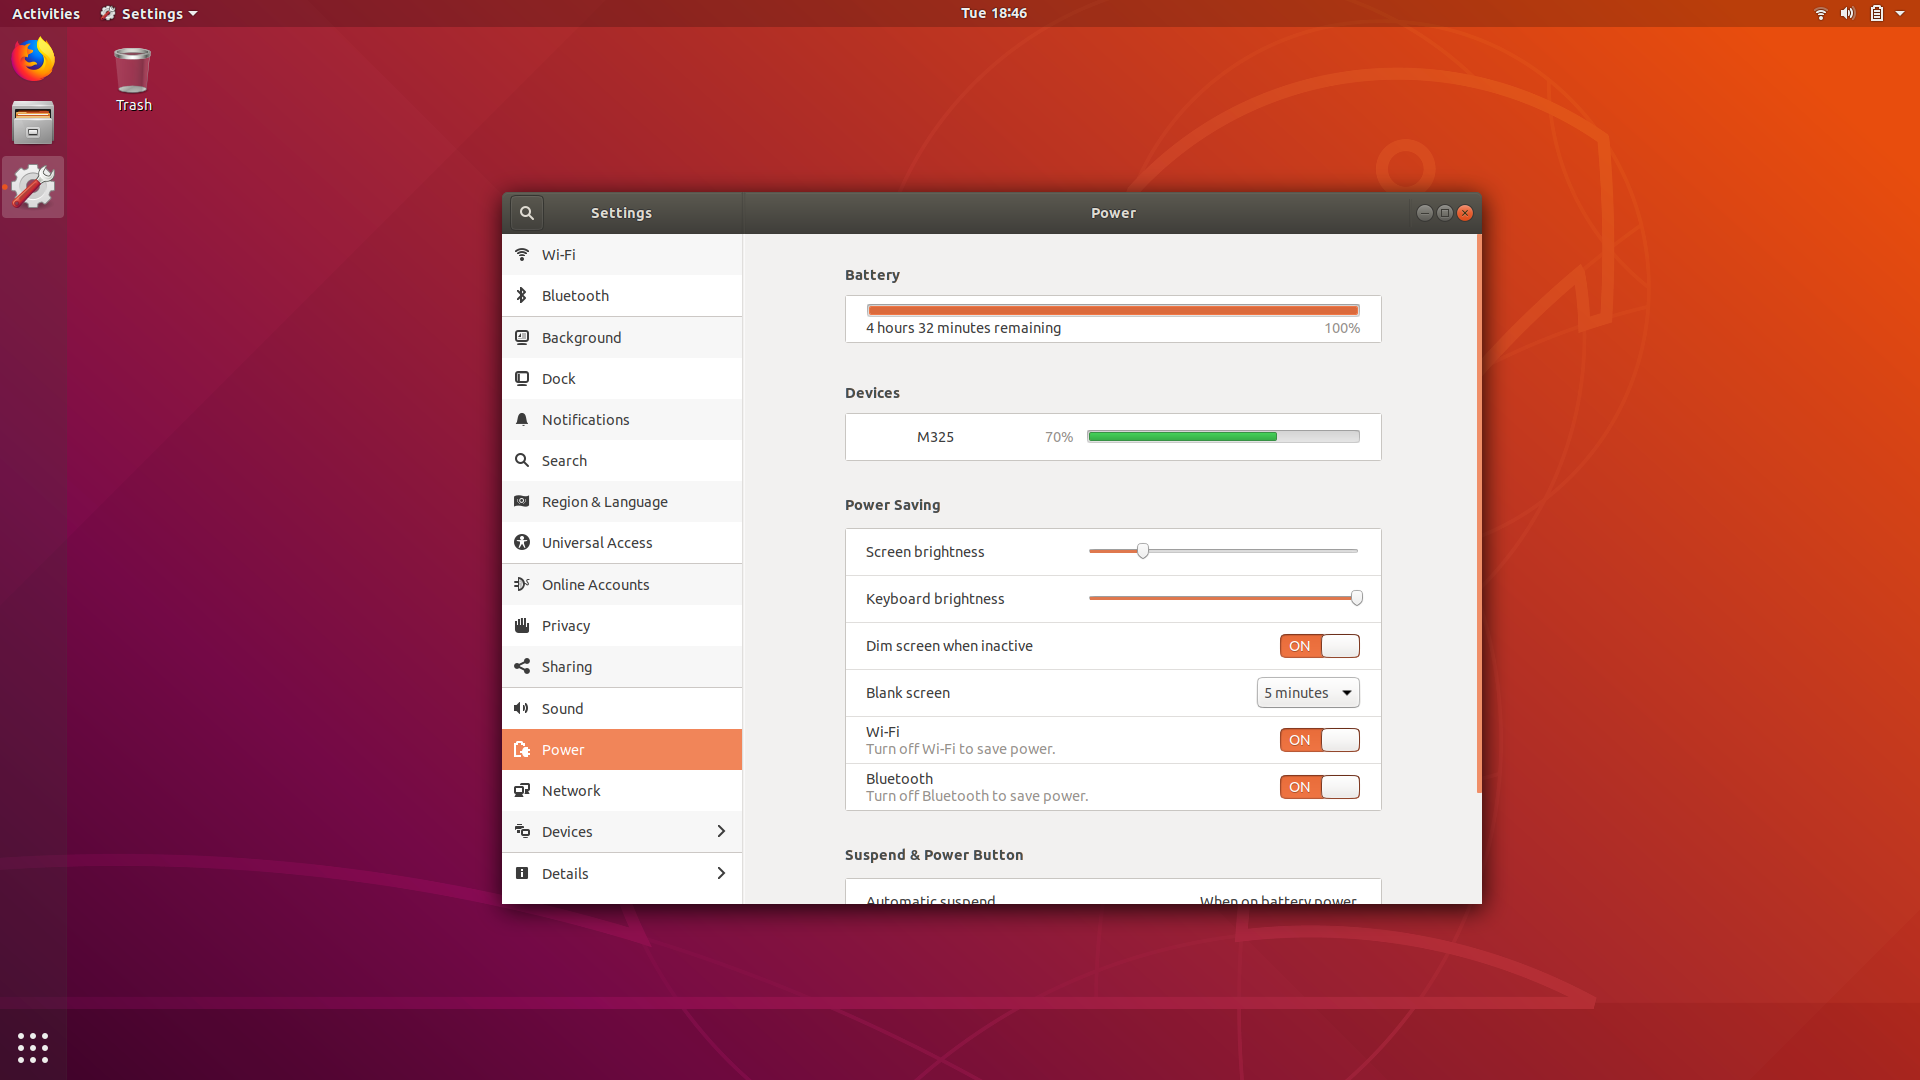 Activities
Settings
Tue 18:46
Trash
Settings
Power
Wi-Fi
Bluetooth
Background
Dock
Notifications
Search
Region & Language
Universal Access
Online Accounts
Privacy
Sharing
Sound
Power
Network
Devices
Details
Battery
4 hours 32 minutes remaining
100%
Devices
M325
70%
Power Saving
Screen brightness
Keyboard brightness
Dim screen when inactive
ON
Blank screen
5 minutes
Wi-Fi
Turn off Wi-Fi to save power.
ON
Bluetooth
Turn off Bluetooth to save power.
ON
Suspend & Power Button
Automatic suspend
When on battery power